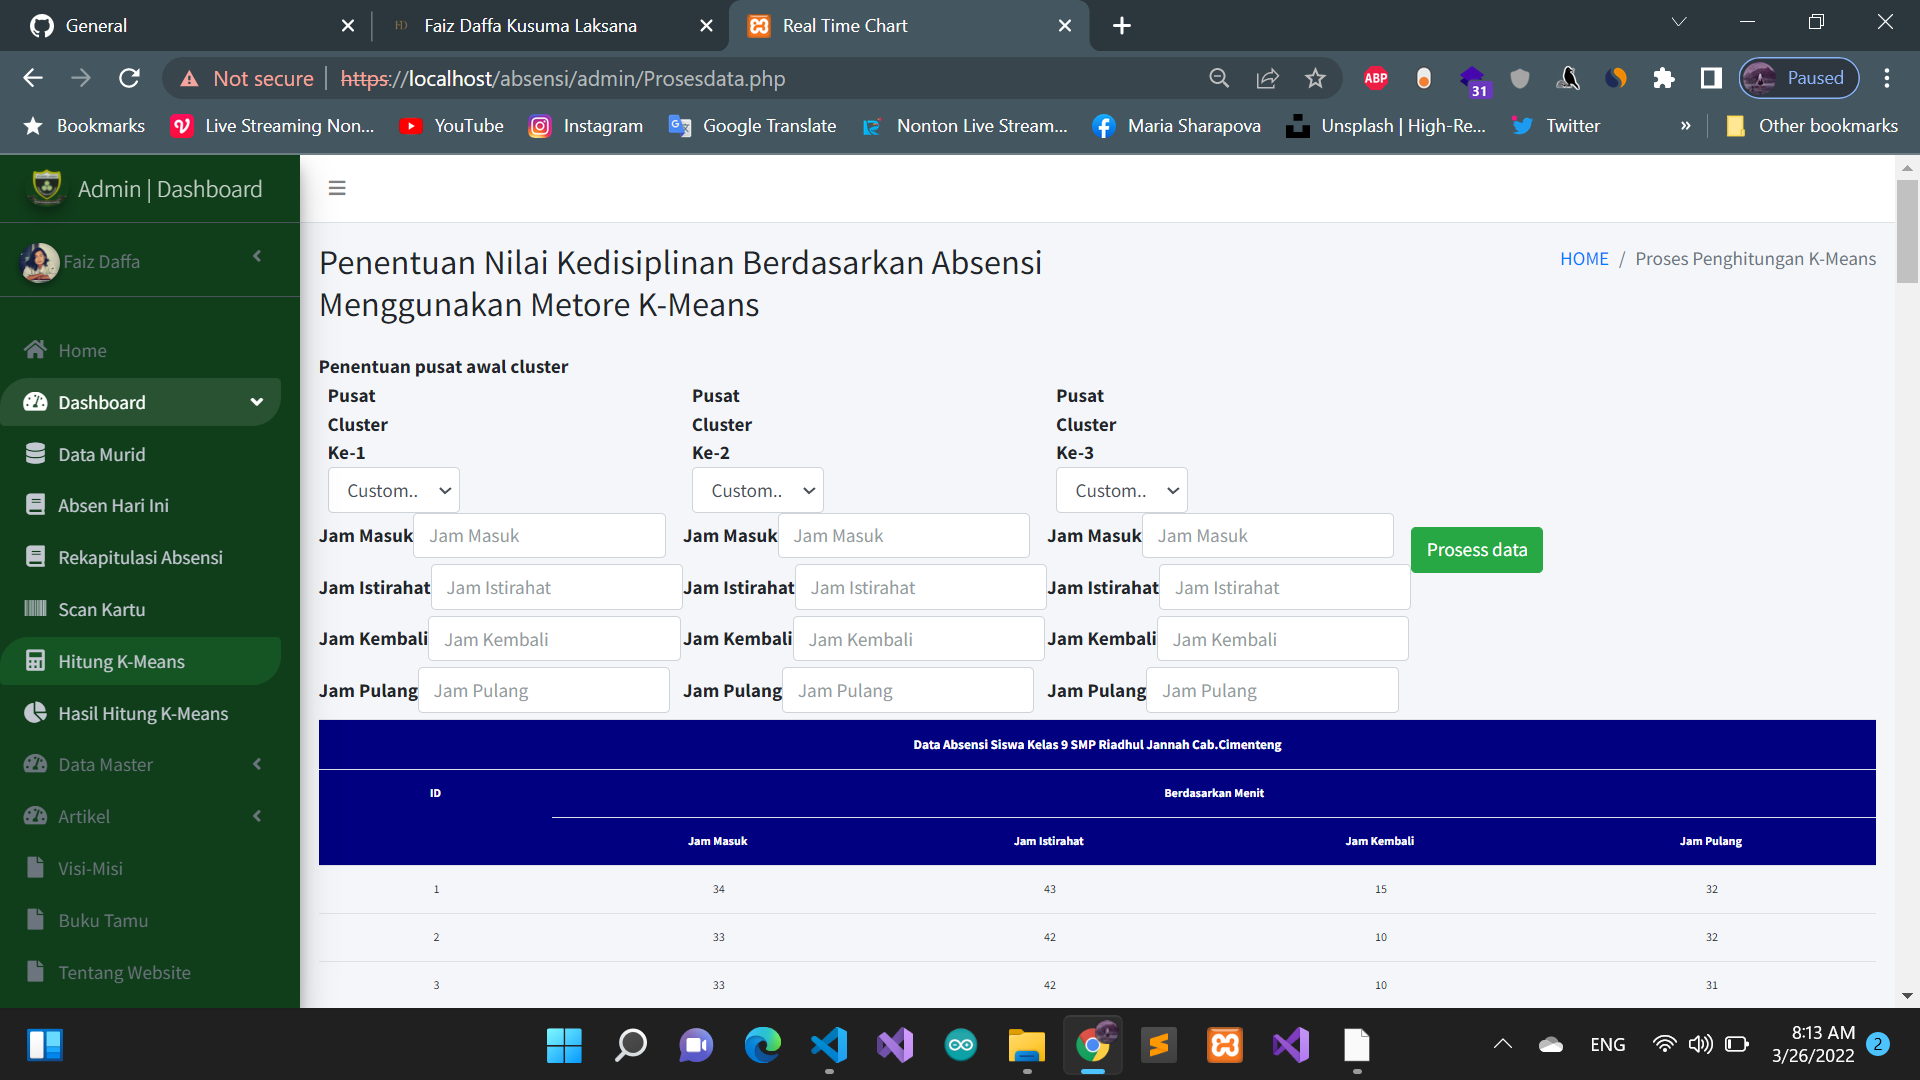 General
Faiz Daffa Kusuma Laksana
Real Time Chart
Not secure
https://localhost/absensi/admin/Prosesdata.php
ABP
31
Paused
Bookmarks
Live Streaming Non...
YouTube
Instagram
Google Translate
Nonton Live Stream...
Maria Sharapova
Unsplash | High-Re...
Twitter
»
Other bookmarks
Admin | Dashboard
Faiz Daffa
Home
Dashboard
Data Murid
Absen Hari Ini
Rekapitulasi Absensi
Scan Kartu
Hitung K-Means
Hasil Hitung K-Means
Data Master
Artikel
Visi-Misi
Buku Tamu
Tentang Website
Penentuan Nilai Kedisiplinan Berdasarkan Absensi
Menggunakan Metore K-Means
HOME / Proses Penghitungan K-Means
Penentuan pusat awal cluster
Pusat
Cluster
Ke-1
Custom..
Jam Masuk Jam Masuk
Jam Istirahat Jam Istirahat
Jam Kembali Jam Kembali
Jam Pulang Jam Pulang
Pusat
Cluster
Ke-2
Custom..
Jam Masuk Jam Masuk
Jam Istirahat Jam Istirahat
Jam Kembali Jam Kembali
Jam Pulang Jam Pulang
Pusat
Cluster
Ke-3
Custom..
Jam Masuk Jam Masuk
Jam Istirahat Jam Istirahat
Jam Kembali Jam Kembali
Jam Pulang Jam Pulang
Prosess data
Data Absensi Siswa Kelas 9 SMP Riadhul Jannah Cab.Cimenteng
ID Berdasarkan Menit
Jam Masuk Jam Istirahat Jam Kembali Jam Pulang
1 34 43 15 32
2 33 42 10 32
3 33 42 10 31
ENG
8:13 AM
3/26/2022
2